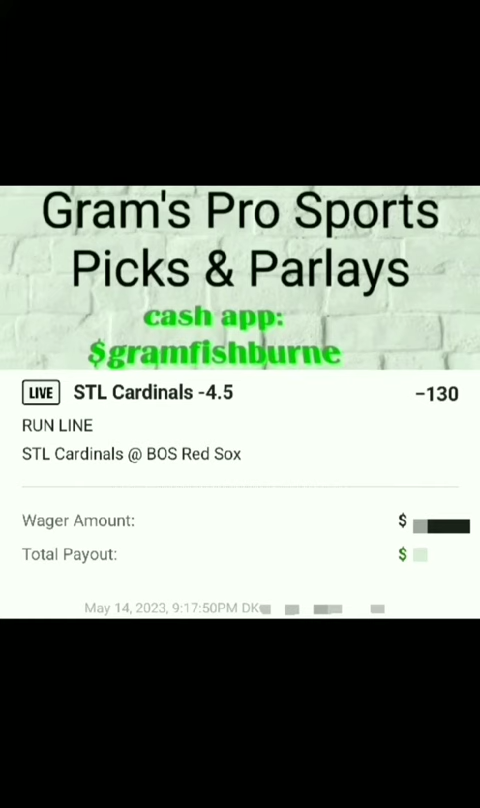 Gram's Pro Sports
Picks & Parlays
cash app:
$gramfishburne
LIVE STL Cardinals -4.5 −130
RUN LINE
STL Cardinals @ BOS Red Sox
Wager Amount: $
Total Payout: $
May 14, 2023, 9:17:50PM DK